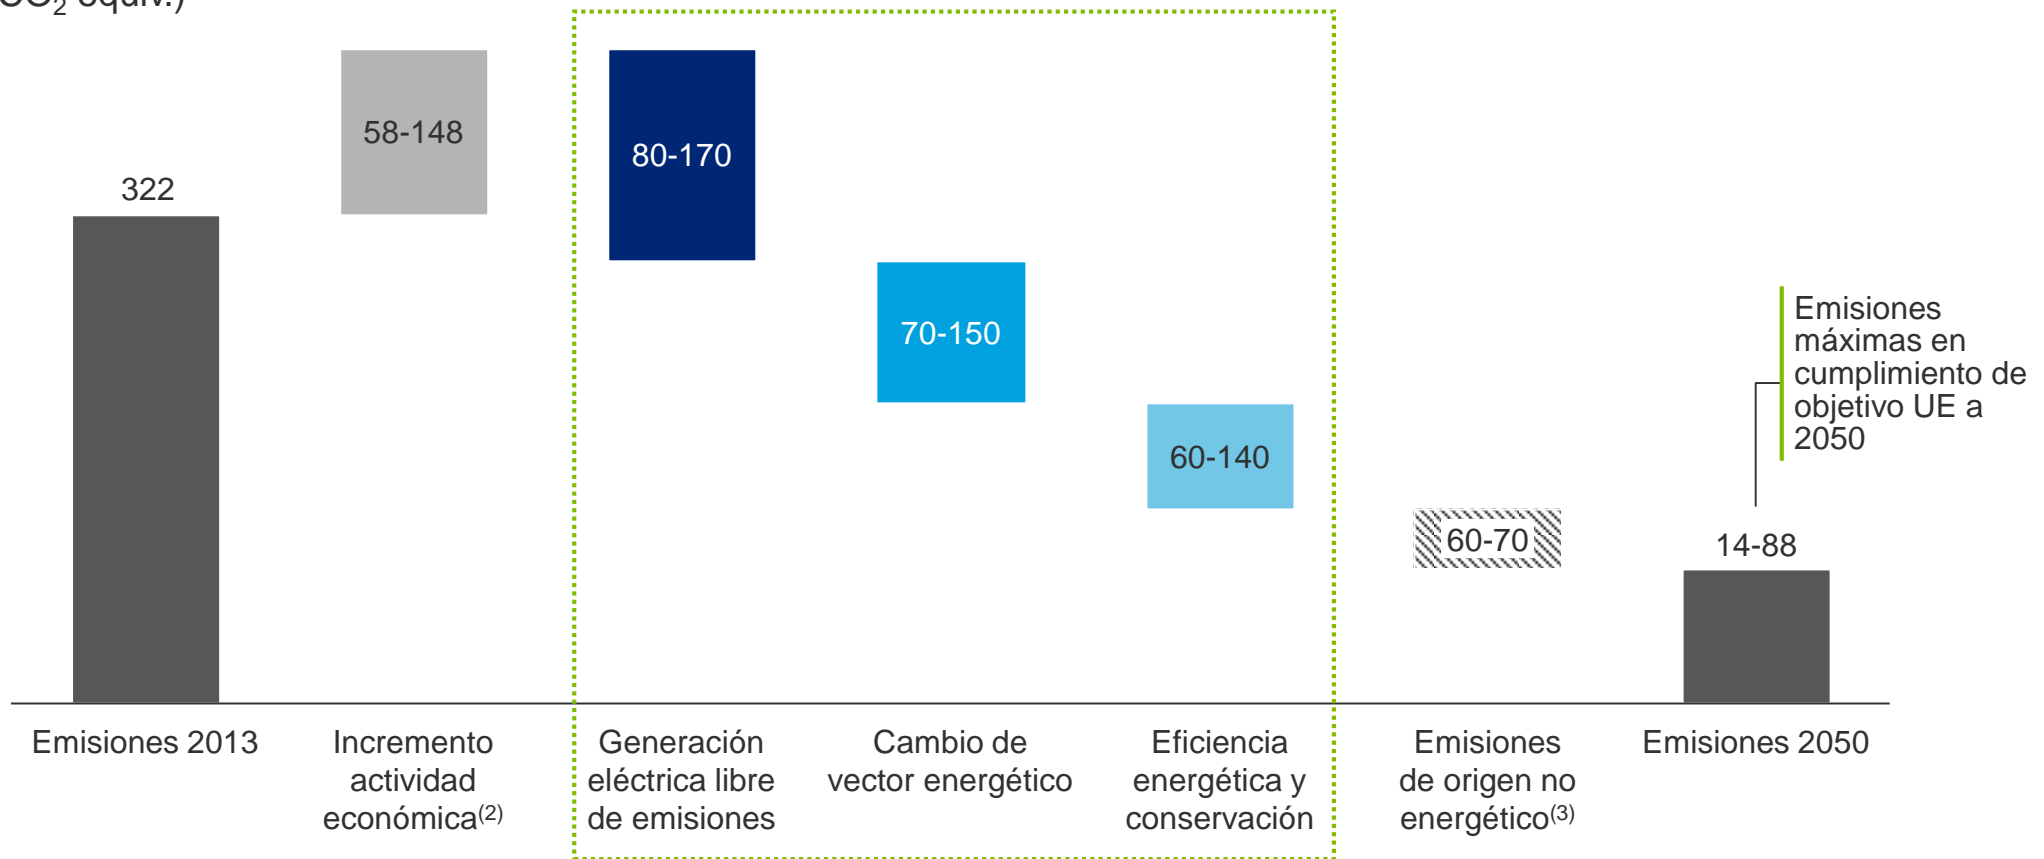 CO₂ equiv.)
322
58-148
80-170
70-150
60-140
60-70
14-88
Emisiones
máximas en
cumplimiento de
objetivo UE a
2050
Emisiones 2013
Incremento
actividad
económica(2)
Generación
eléctrica libre
de emisiones
Cambio de
vector energético
Eficiencia
energética y
conservación
Emisiones
de origen no
energético(3)
Emisiones 2050